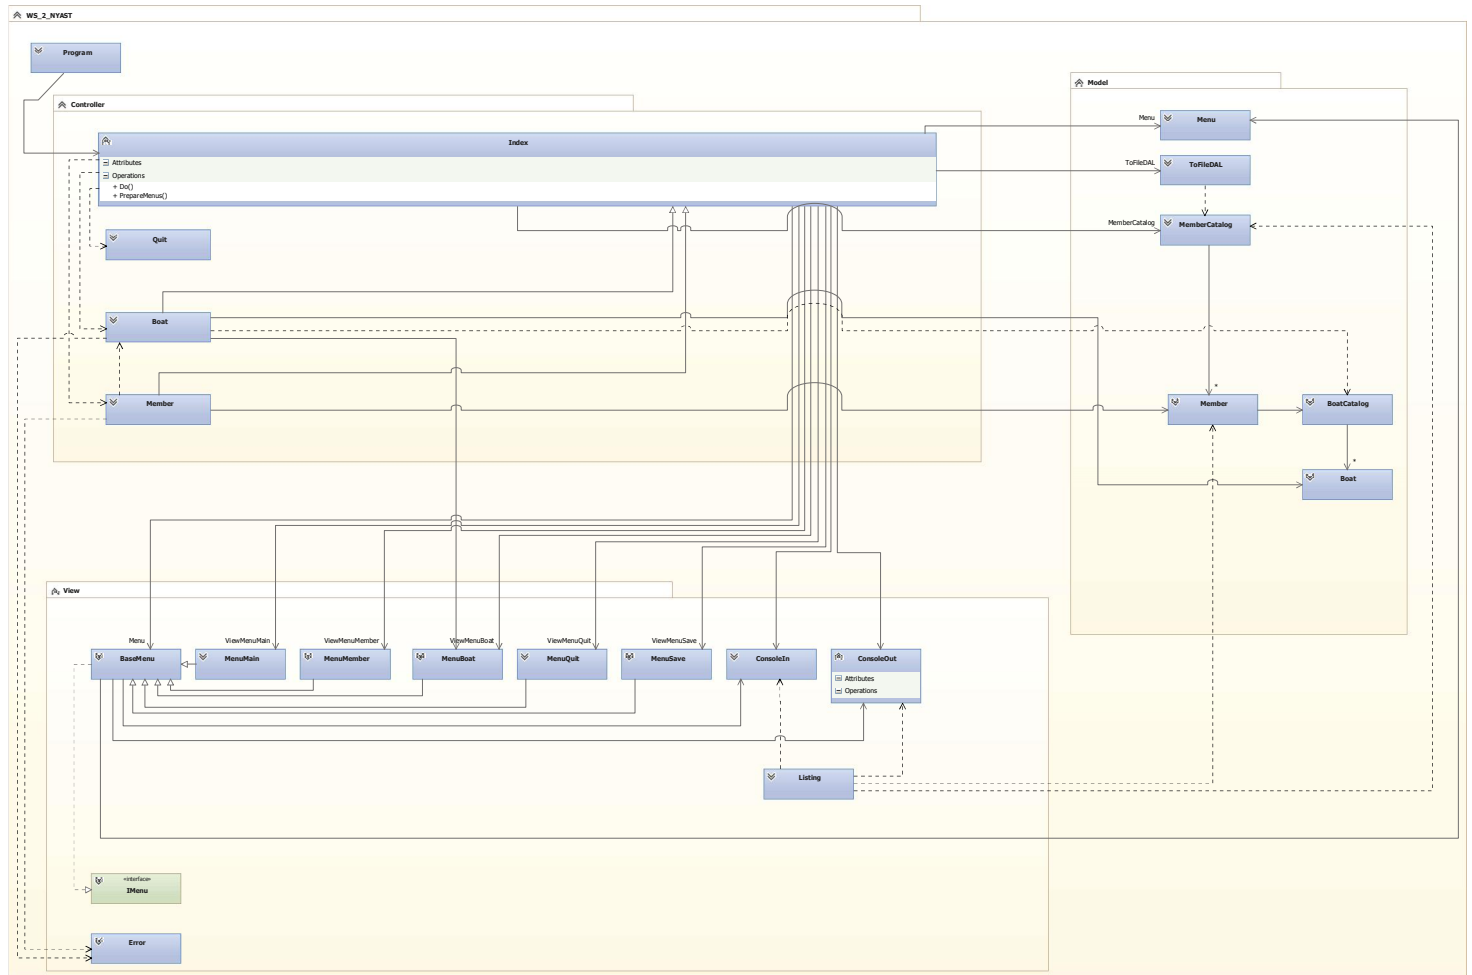 WS_2_NYAST
Program
Model
Controller
Menu
Menu
Index
Attributes
ToFileDAL
ToFileDAL
Operations
+ Do()
+ PrepareMenus()
MemberCatalog
MemberCatalog
Quit
Boat
Member
Member
BoatCatalog
*
*
Boat
View
Menu
ViewMenuMain
ViewMenuMember
ViewMenuBoat
ViewMenuQuit
ViewMenuSave
BaseMenu
MenuMain
MenuMember
MenuBoat
MenuQuit
MenuSave
ConsoleIn
ConsoleOut
Attributes
Operations
Listing
«interface»
IMenu
Error